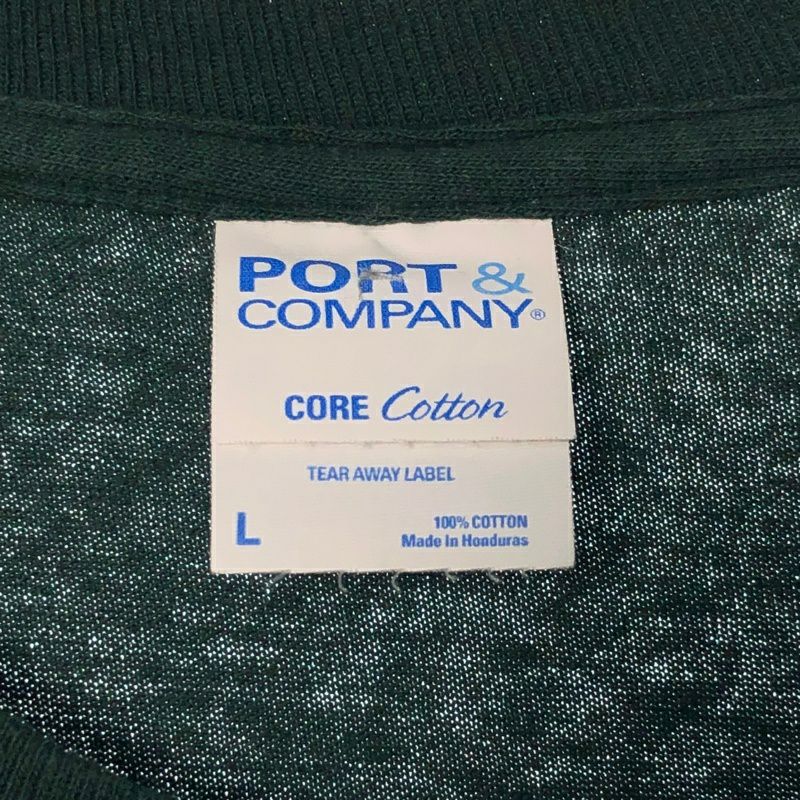 PORT &
COMPANY®
CORE Cotton
TEAR AWAY LABEL
L
100% COTTON
Made In Honduras